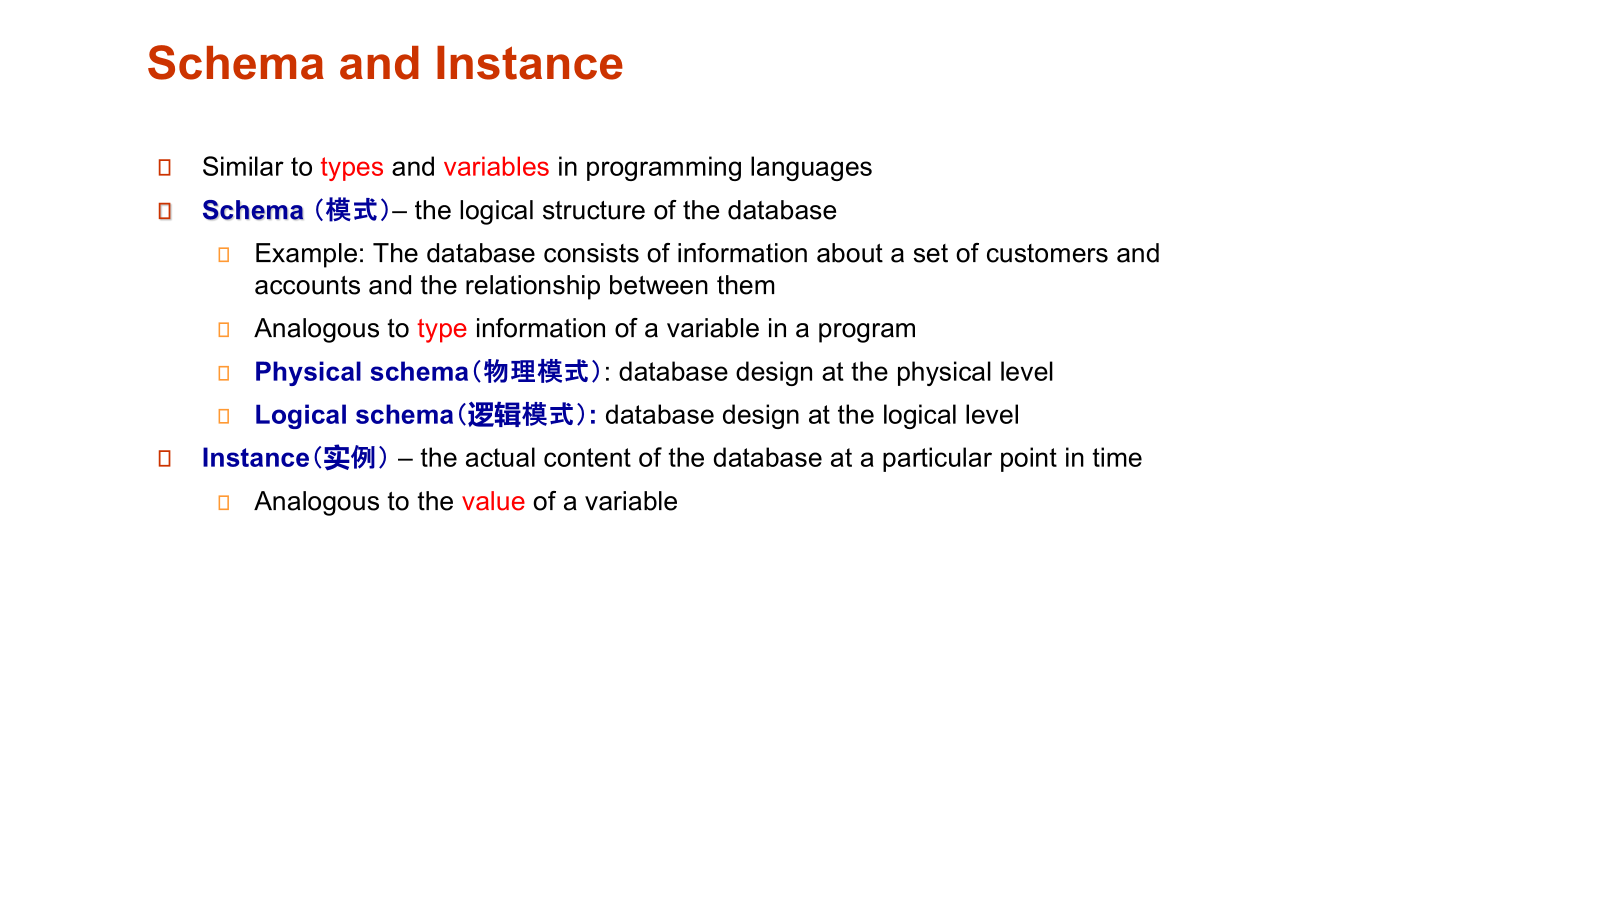 Schema and Instance
Similar to types and variables in programming languages
Schema（模式）– the logical structure of the database
Example: The database consists of information about a set of customers and
accounts and the relationship between them
Analogous to type information of a variable in a program
Physical schema（物理模式）: database design at the physical level
Logical schema（逻辑模式）: database design at the logical level
Instance（实例） – the actual content of the database at a particular point in time
Analogous to the value of a variable